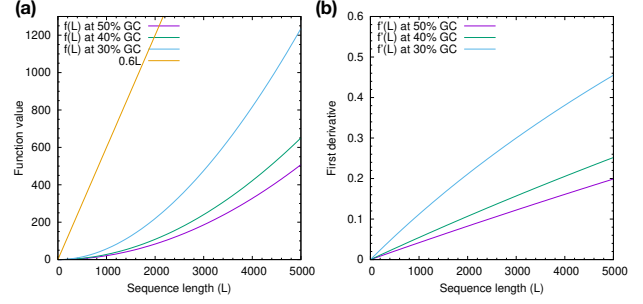 (a)
f(L) at 50% GC
f(L) at 40% GC
f(L) at 30% GC
0.6L
1200
1000
800
600
400
200
0
Function value
0 1000 2000 3000 4000 5000
Sequence length (L)
(b)
f'(L) at 50% GC
f'(L) at 40% GC
f'(L) at 30% GC
0.6
0.5
0.4
0.3
0.2
0.1
0
First derivative
0 1000 2000 3000 4000 5000
Sequence length (L)